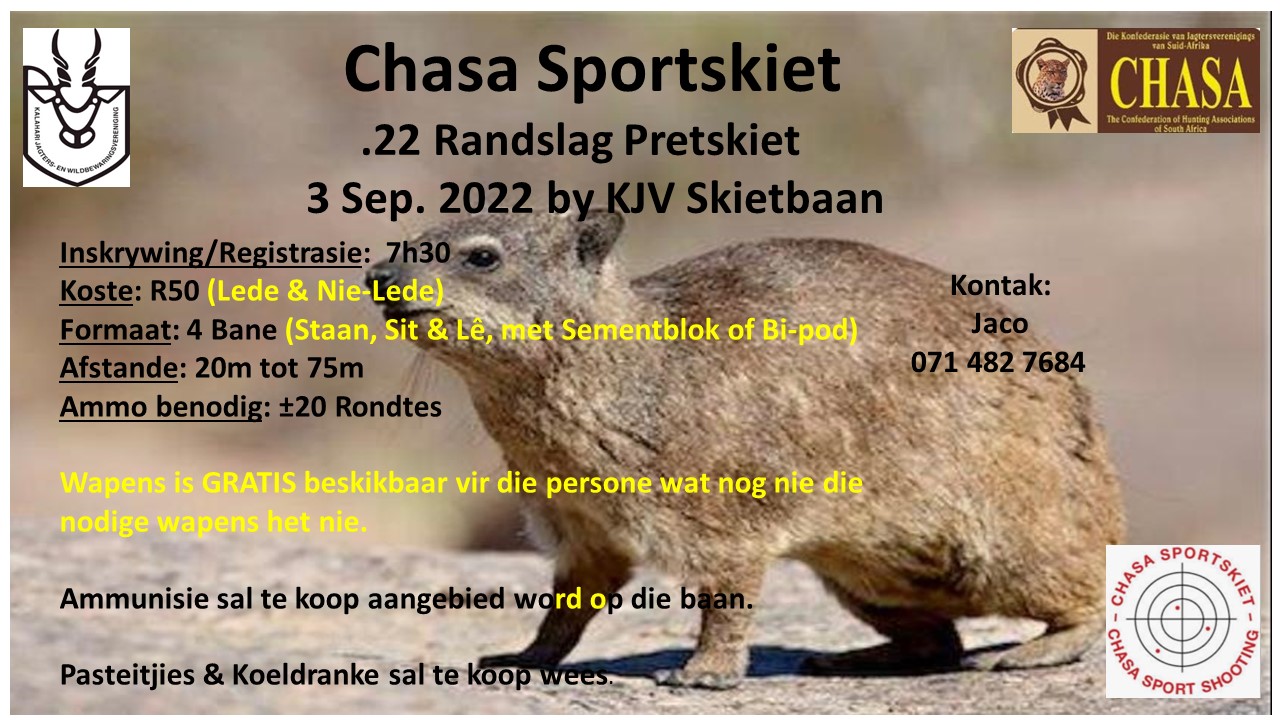 Chasa Sportskiet
.22 Randslag Pretskiet
3 Sep. 2022 by KJV Skietbaan
KALAHARI JAGTERS- EN WILDBEWARINGSVERENIGING
Die Konfederasie van Jagtersverenigings
van Suid-Afrika
CHASA
The Confederation of Hunting Associations
of South Africa
Inskrywing/Registrasie: 7h30
Koste: R50 (Lede & Nie-Lede)
Formaat: 4 Bane (Staan, Sit & Lê, met Sementblok of Bi-pod)
Afstande: 20m tot 75m
Ammo benodig: ±20 Rondtes
Kontak:
Jaco
071 482 7684
Wapens is GRATIS beskikbaar vir die persone wat nog nie die
nodige wapens het nie.
Ammunisie sal te koop aangebied word op die baan.
Pasteitjies & Koeldranke sal te koop wees.
– CHASA SPORTSKIET –
CHASA SPORT SHOOTING